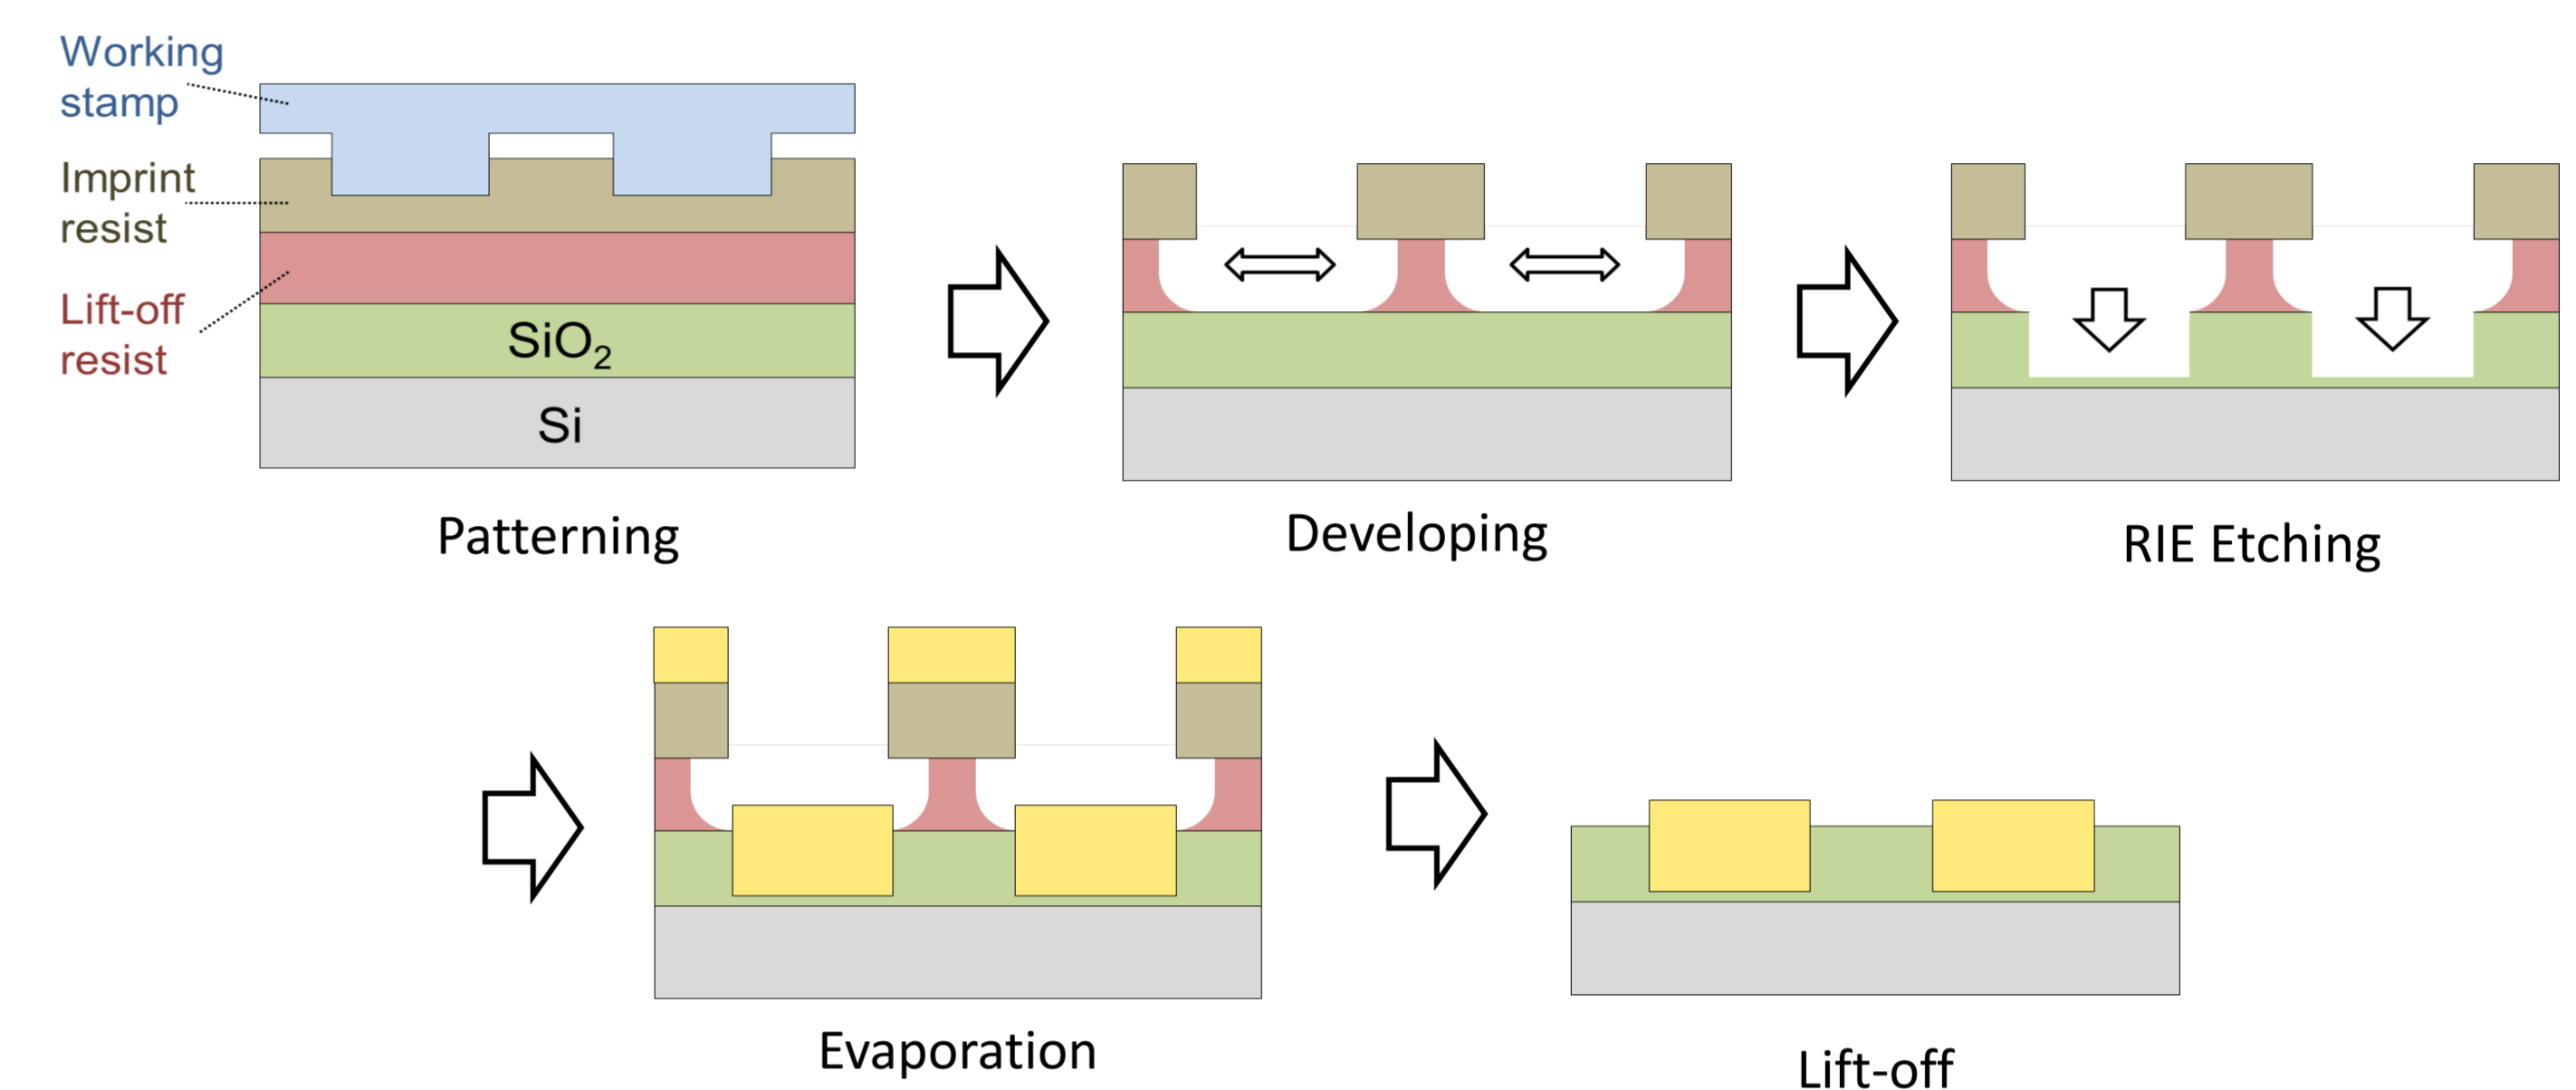 Working
stamp
Imprint
resist
Lift-off
resist
SiO₂
Si
Patterning
Developing
RIE Etching
Evaporation
Lift-off